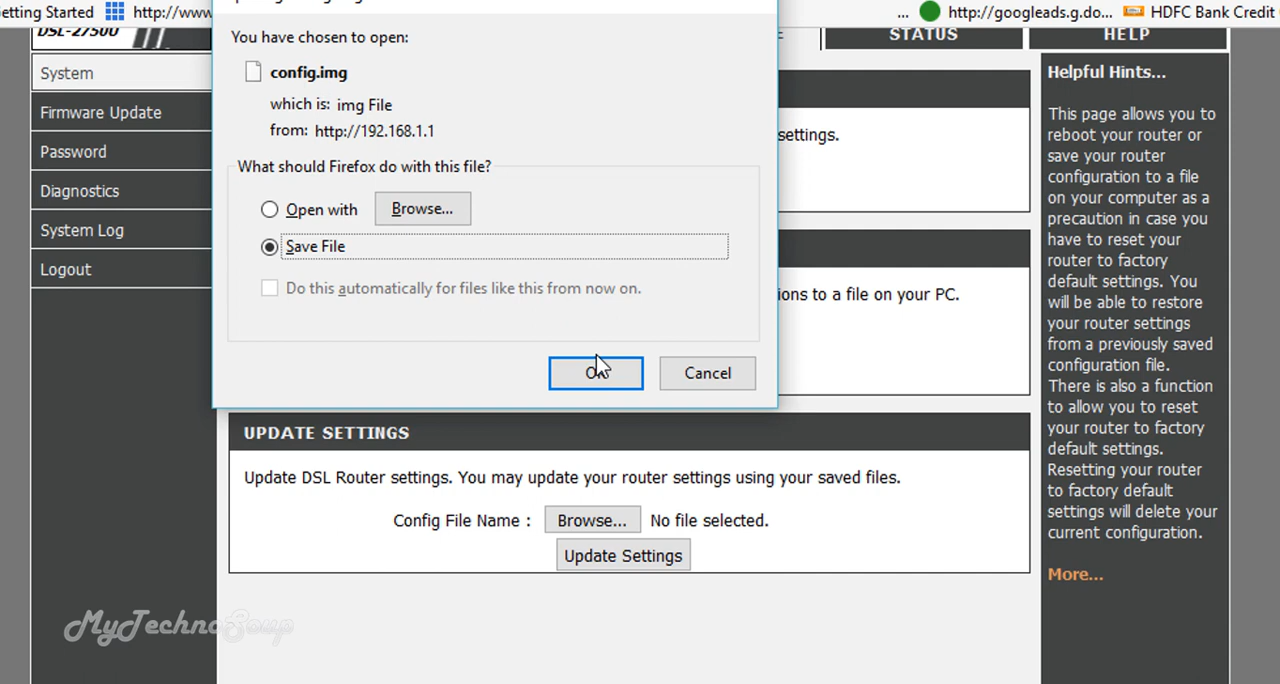 etting Started http://www
... http://googleads.g.do... HDFC Bank Credit
DSL-2750U
STATUS
HELP
System
Firmware Update
Password
Diagnostics
System Log
Logout
You have chosen to open:
config.img
which is: img File
from: http://192.168.1.1
What should Firefox do with this file?
Open with Browse...
Save File
Do this automatically for files like this from now on.
OK Cancel
settings.
ions to a file on your PC.
UPDATE SETTINGS
Update DSL Router settings. You may update your router settings using your saved files.
Config File Name : Browse... No file selected.
Update Settings
Helpful Hints...
This page allows you to
reboot your router or
save your router
configuration to a file
on your computer as a
precaution in case you
have to reset your
router to factory
default settings. You
will be able to restore
your router settings
from a previously saved
configuration file.
There is also a function
to allow you to reset
your router to factory
default settings.
Resetting your router
to factory default
settings will delete your
current configuration.
More...
MyTechnoSoup